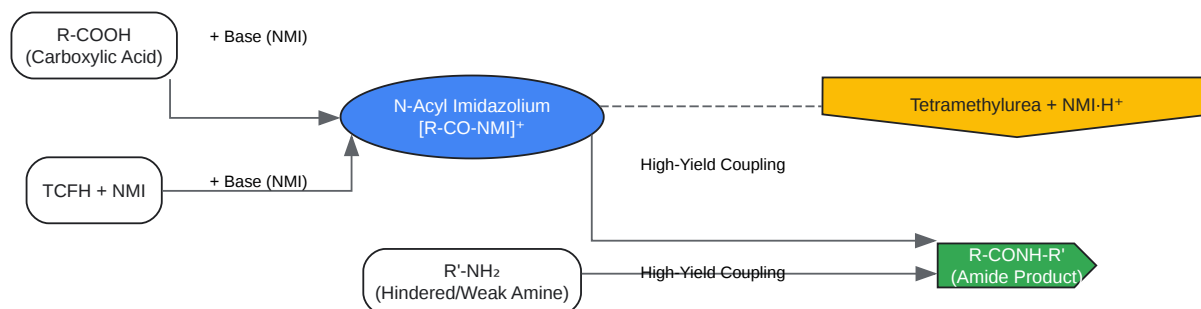 R-COOH
(Carboxylic Acid)
+ Base (NMI)
N-Acyl Imidazolium
[R-CO-NMI]⁺
Tetramethylurea + NMI·H⁺
TCFH + NMI
+ Base (NMI)
High-Yield Coupling
R'-NH₂
(Hindered/Weak Amine)
High-Yield Coupling
R-CONH-R'
(Amide Product)